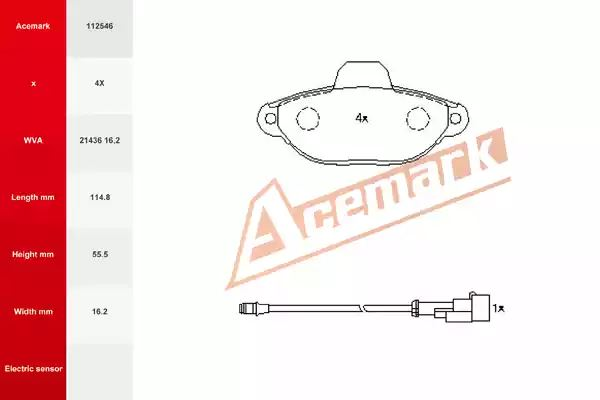 Acemark 112546
x 4X
WVA 21436 16.2
Length mm 114.8
Height mm 55.5
Width mm 16.2
Electric sensor
4x
Acemark
1x